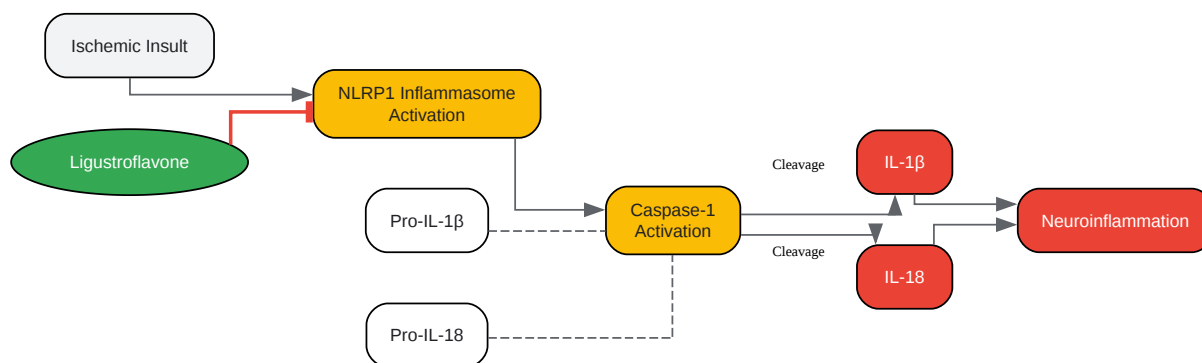 Ischemic Insult
NLRP1 Inflammasome
Activation
Ligustroflavone
Cleavage
IL-1β
Pro-IL-1β
Caspase-1
Activation
Neuroinflammation
Cleavage
IL-18
Pro-IL-18